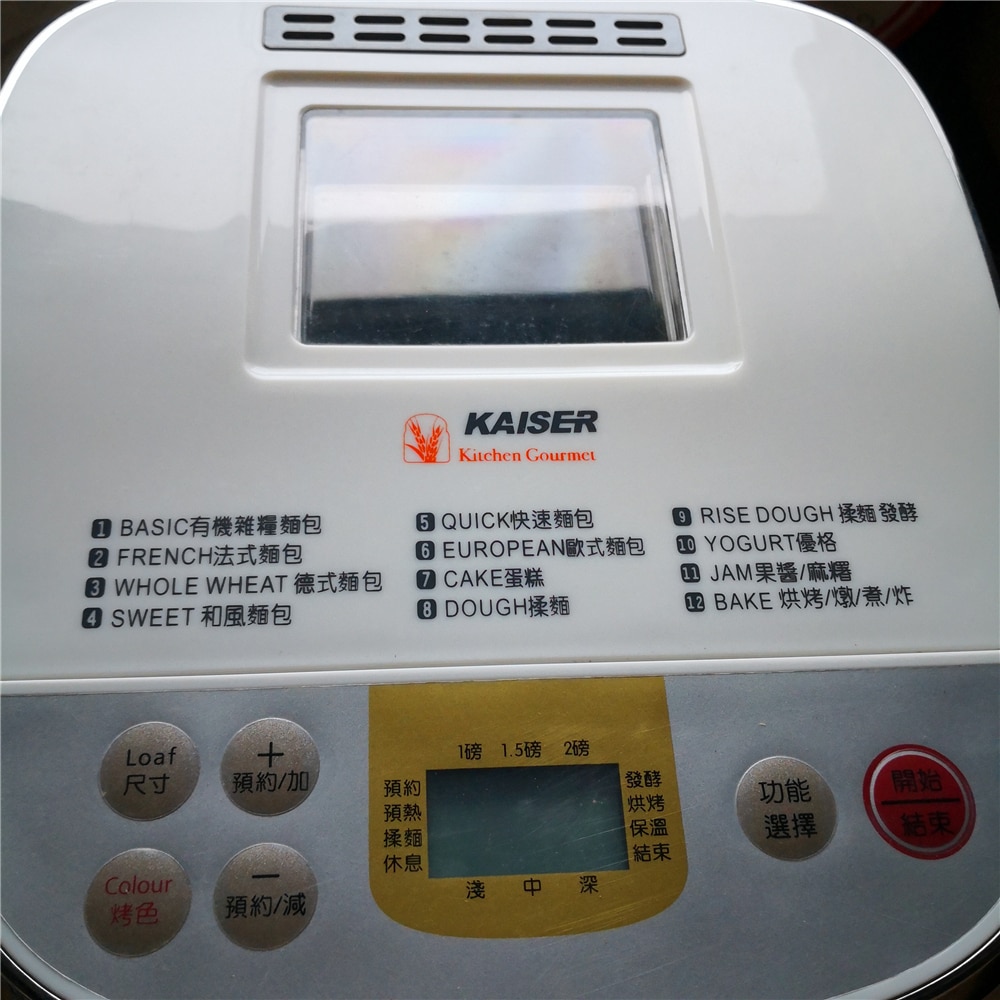 KAISER
Kitchen Gourmet
1 BASIC有機雜糧麵包
2 FRENCH法式麵包
3 WHOLE WHEAT 德式麵包
4 SWEET 和風麵包
5 QUICK快速麵包
6 EUROPEAN歐式麵包
7 CAKE蛋糕
8 DOUGH揉麵
9 RISE DOUGH 揉麵 發酵
10 YOGURT優格
11 JAM果醬/麻糬
12 BAKE 烘烤/燉/煮/炸
Loaf
尺寸
+
預約/加
Colour
烤色
—
預約/減
1磅 1.5磅 2磅
預約
預熱
揉麵
休息
發酵
烘烤
保溫
結束
淺 中 深
功能
選擇
開始
結束